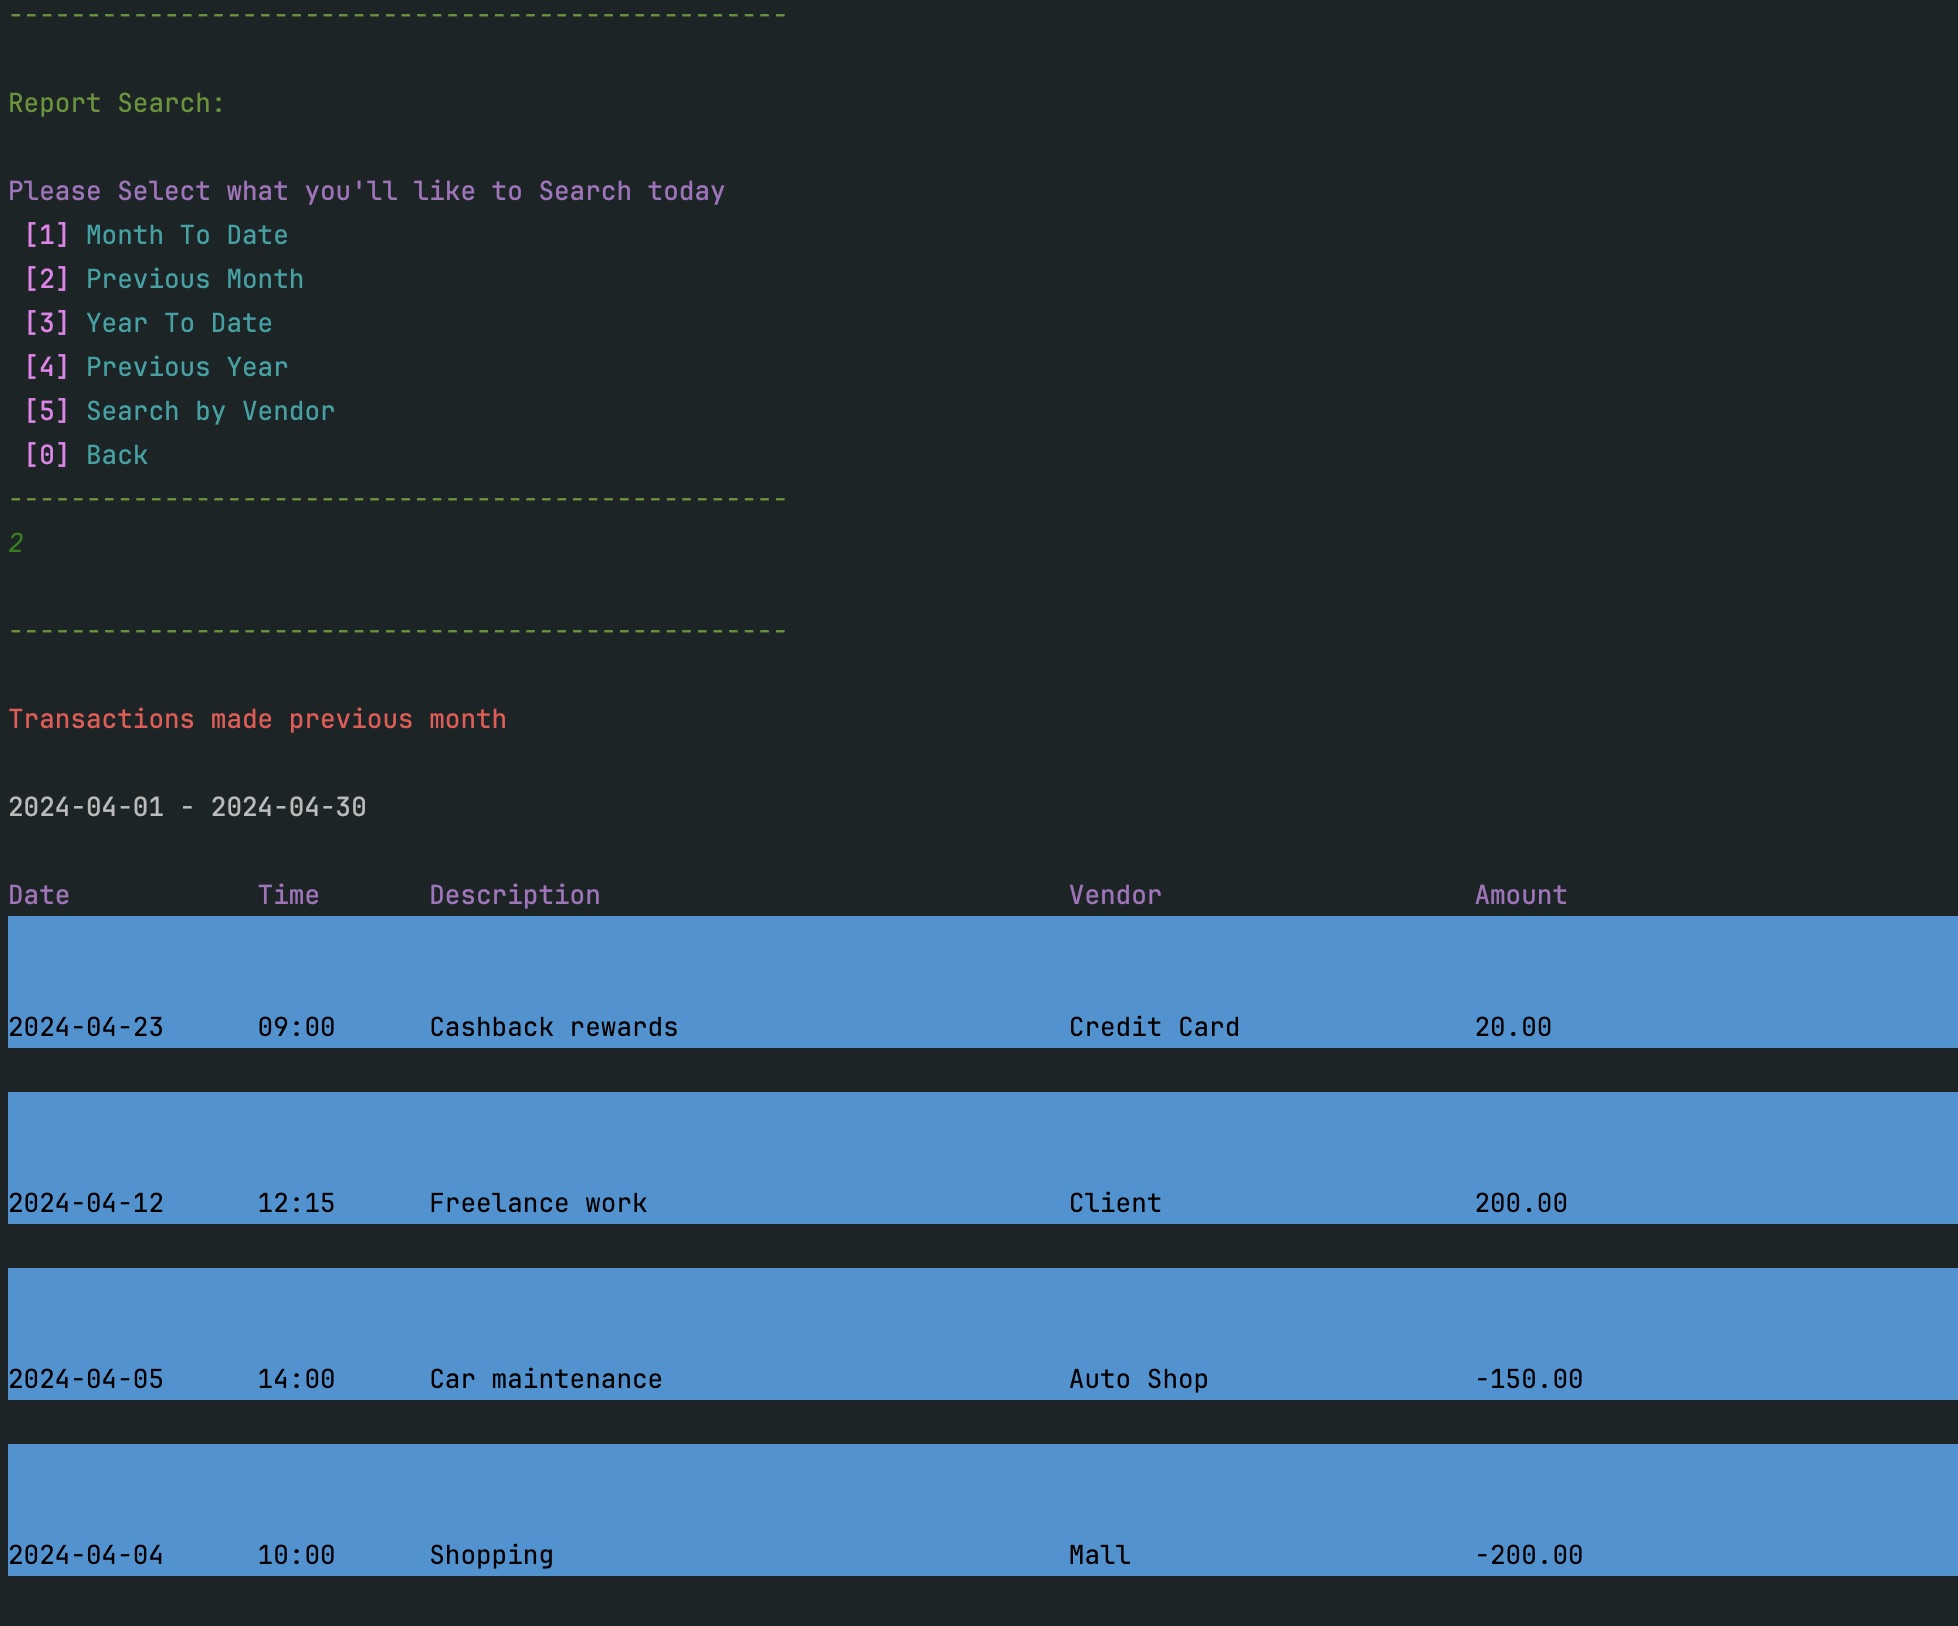 --------------------------------------------------
Report Search:
Please Select what you'll like to Search today
[1] Month To Date
[2] Previous Month
[3] Year To Date
[4] Previous Year
[5] Search by Vendor
[0] Back
--------------------------------------------------
2
--------------------------------------------------
Transactions made previous month
2024-04-01 - 2024-04-30
Date Time Description Vendor Amount
2024-04-23 09:00 Cashback rewards Credit Card 20.00
2024-04-12 12:15 Freelance work Client 200.00
2024-04-05 14:00 Car maintenance Auto Shop -150.00
2024-04-04 10:00 Shopping Mall -200.00